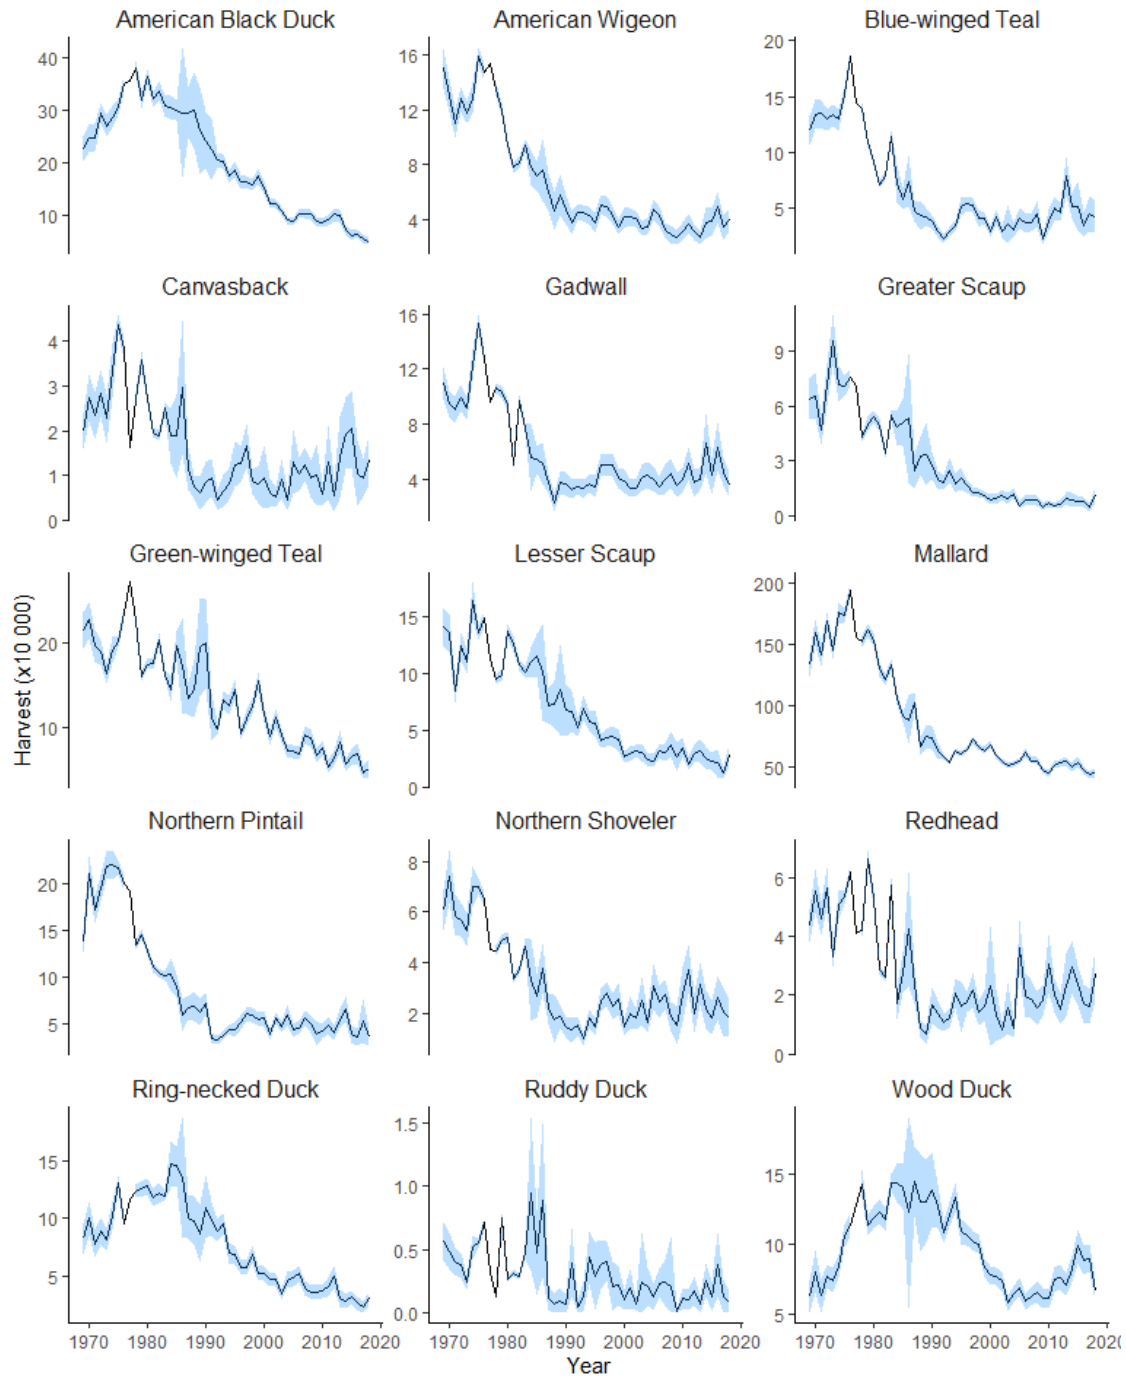 American Black Duck American Wigeon Blue-winged Teal
40 30 20 10
16 12 8 4
20 15 10 5
Canvasback Gadwall Greater Scaup
4 3 2 1 0
16 12 8 4
9 6 3 0
Green-winged Teal Lesser Scaup Mallard
20 10
15 10 5 0
200 150 100 50
Harvest (x10 000)
Northern Pintail Northern Shoveler Redhead
20 15 10 5
8 6 4 2
6 4 2 0
Ring-necked Duck Ruddy Duck Wood Duck
15 10 5
1.5 1.0 0.5 0.0
15 10 5
1970 1980 1990 2000 2010 2020 1970 1980 1990 2000 2010 2020 1970 1980 1990 2000 2010 202
Year